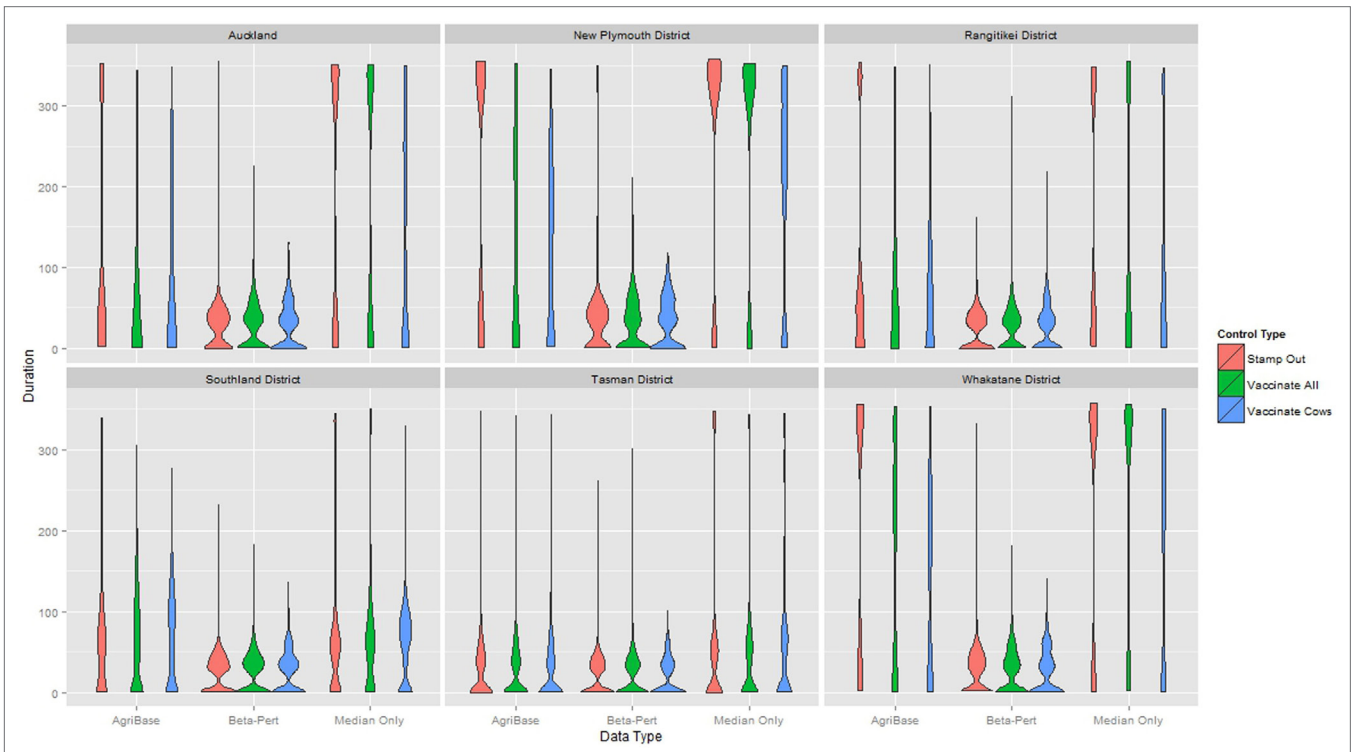 Auckland New Plymouth District Rangitikei District
300
200
100
0
Southland District Tasman District Whakatane District
300
200
100
0
Duration
AgriBase Beta-Pert Median Only AgriBase Beta-Pert Median Only AgriBase Beta-Pert Median Only
Data Type
Control Type
Stamp Out
Vaccinate All
Vaccinate Cows